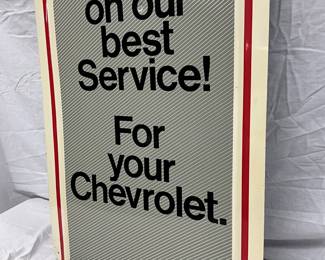 on our
best
Service!
For
your
Chevrolet.